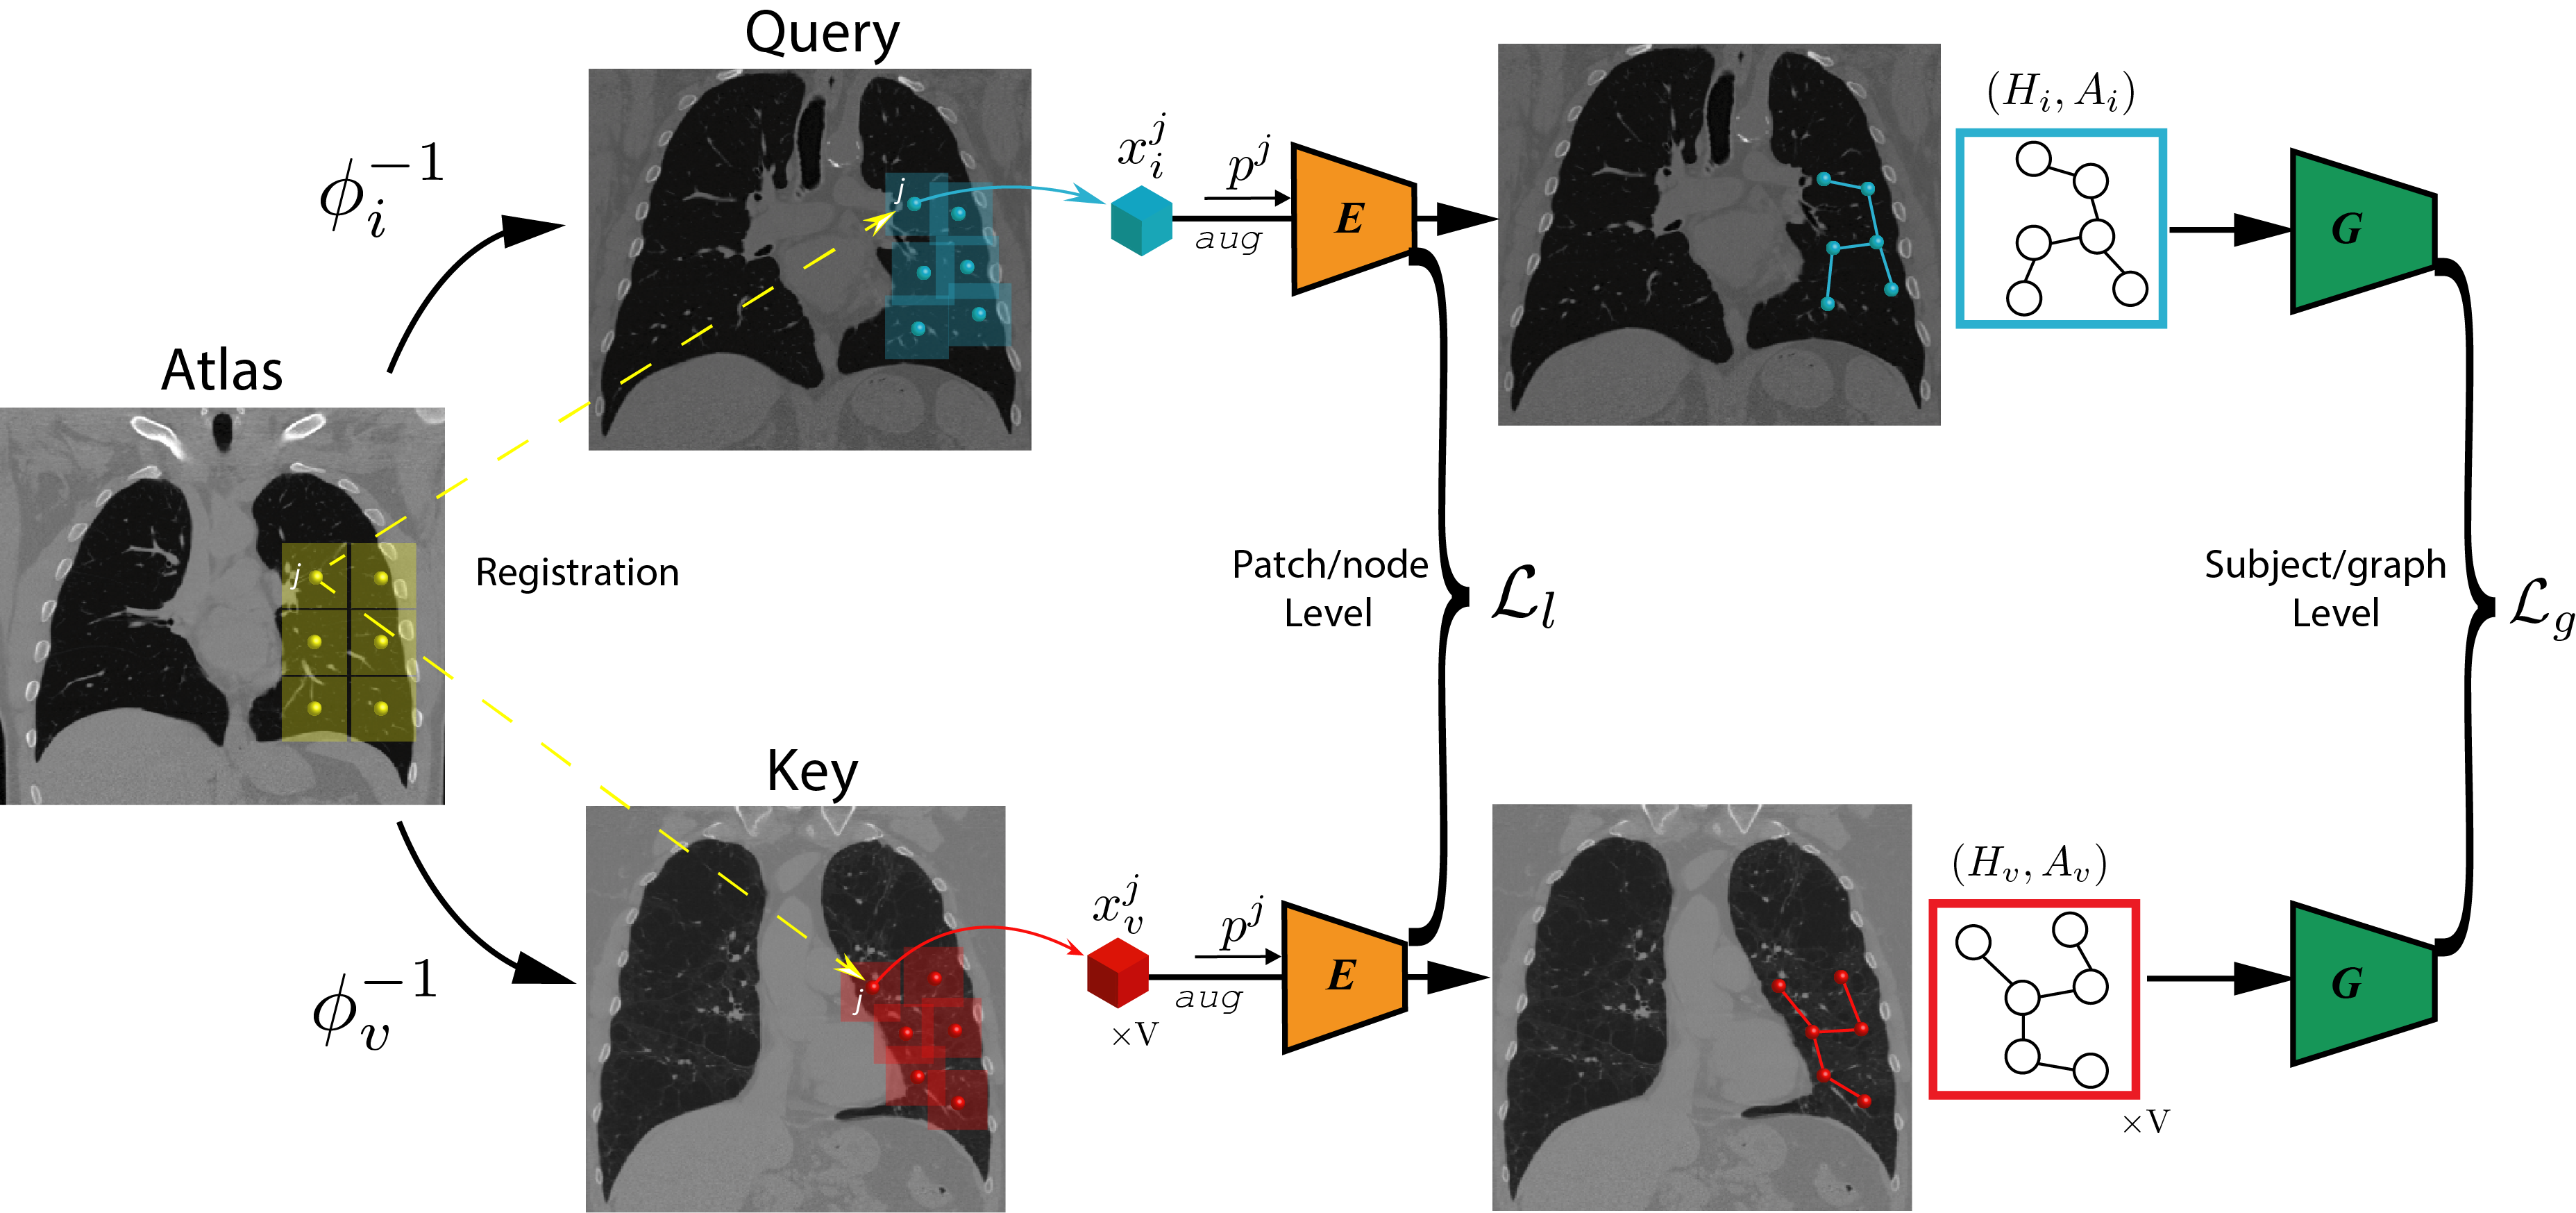 Query
ϕ_i^{-1}
Atlas
j
Registration
ϕ_v^{-1}
j
x_i^j
p^j
aug
E
(H_i, A_i)
G
Patch/node
Level
ℒ_l
Subject/graph
Level
ℒ_g
Key
j
x_v^j
×V
p^j
aug
E
(H_v, A_v)
×V
G